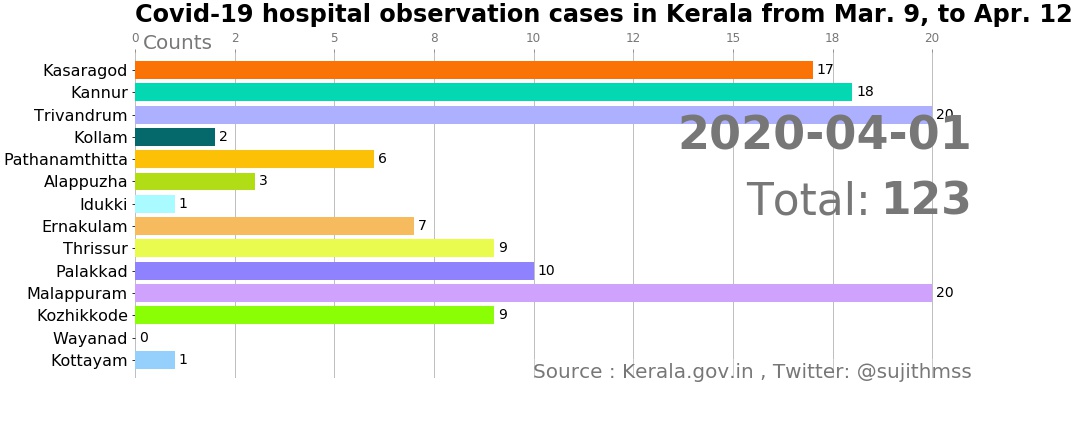 Covid-19 hospital observation cases in Kerala from Mar. 9, to Apr. 12
0 2 5 8 10 12 15 18 20
Counts
Kasaragod 17
Kannur 18
Trivandrum 20
2020-04-01
Kollam 2
Pathanamthitta 6
Alappuzha 3
Total: 123
Idukki 1
Ernakulam 7
Thrissur 9
Palakkad 10
Malappuram 20
Kozhikkode 9
Wayanad 0
Kottayam 1
Source : Kerala.gov.in , Twitter: @sujithmss